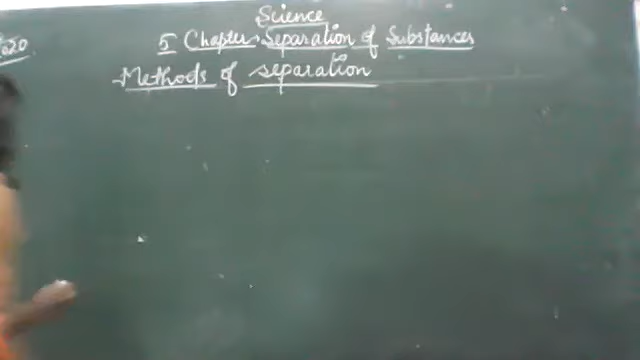 Science
5 Chapter Separation of Substances
Methods of separation